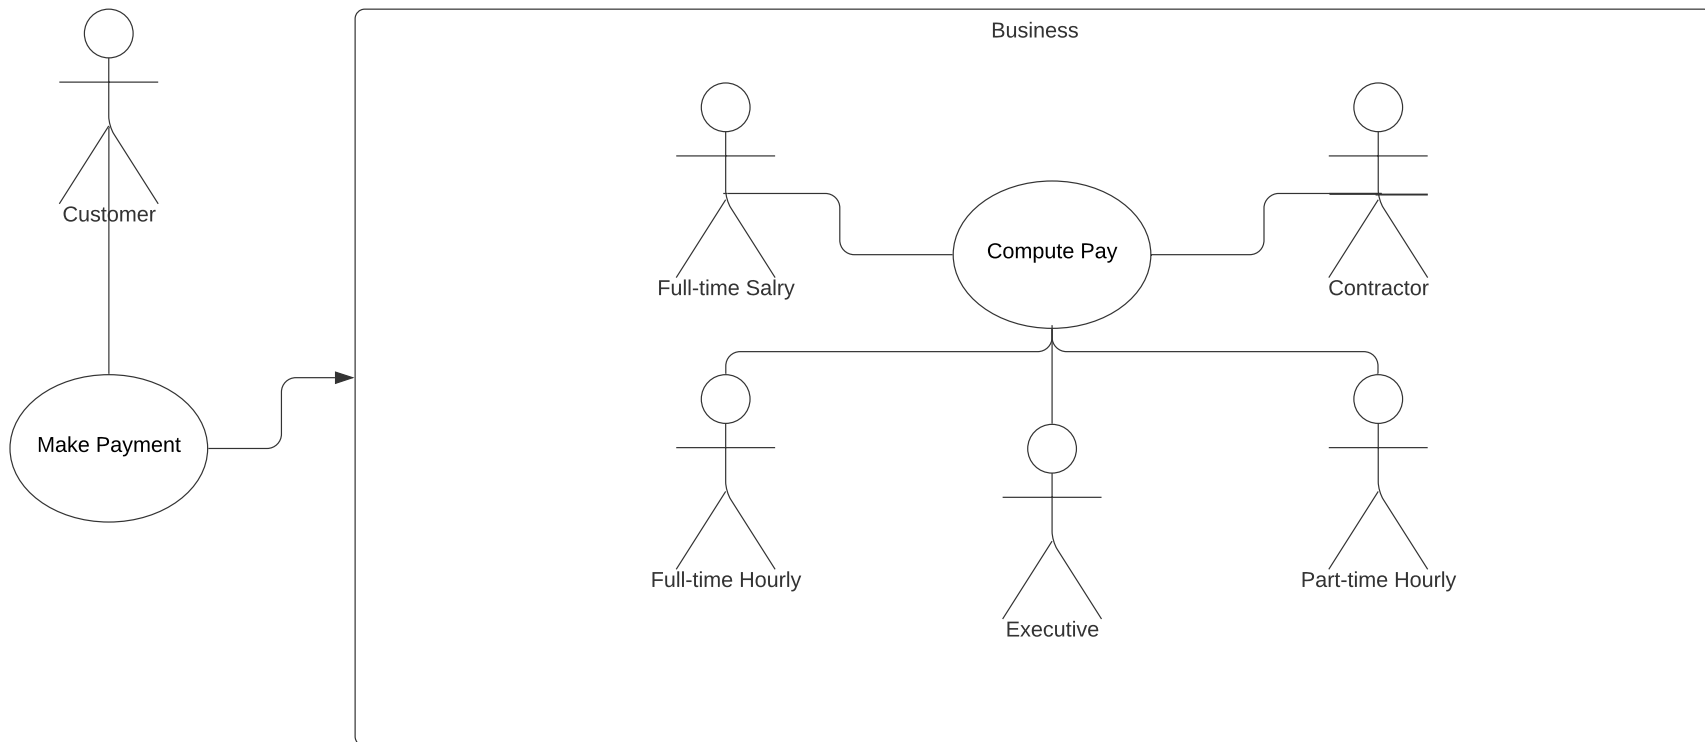 Business
Customer
Full-time Salry
Compute Pay
Contractor
Make Payment
Full-time Hourly
Executive
Part-time Hourly